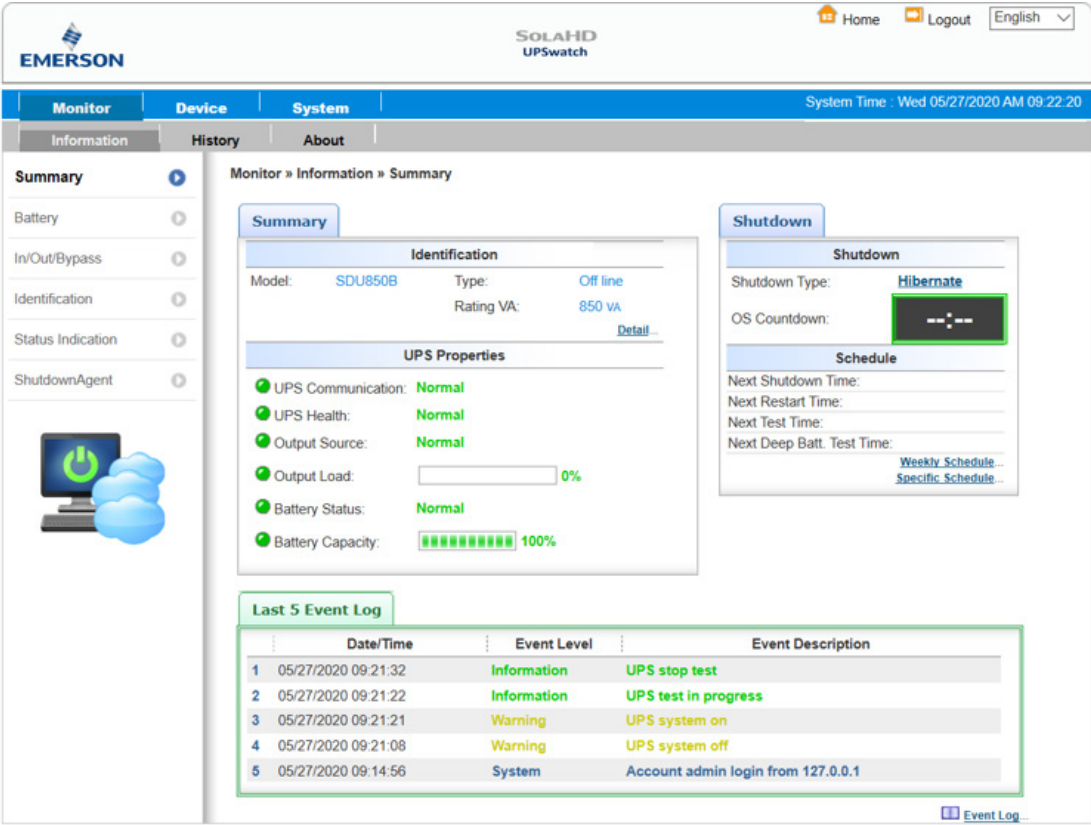 Home Logout English
EMERSON
SOLAHD
UPSwatch
Monitor Device System System Time : Wed 05/27/2020 AM 09:22:20
Information History About
Summary
Battery
In/Out/Bypass
Identification
Status Indication
ShutdownAgent
Monitor » Information » Summary
Summary
Identification
Model: SDU850B Type: Off line
Rating VA: 850 VA
Detail...
UPS Properties
UPS Communication: Normal
UPS Health: Normal
Output Source: Normal
Output Load: 0%
Battery Status: Normal
Battery Capacity: 100%
Shutdown
Shutdown
Shutdown Type: Hibernate
OS Countdown: --:--
Schedule
Next Shutdown Time:
Next Restart Time:
Next Test Time:
Next Deep Batt. Test Time:
Weekly Schedule...
Specific Schedule...
Last 5 Event Log
Date/Time Event Level Event Description
1 05/27/2020 09:21:32 Information UPS stop test
2 05/27/2020 09:21:22 Information UPS test in progress
3 05/27/2020 09:21:21 Warning UPS system on
4 05/27/2020 09:21:08 Warning UPS system off
5 05/27/2020 09:14:56 System Account admin login from 127.0.0.1
Event Log...